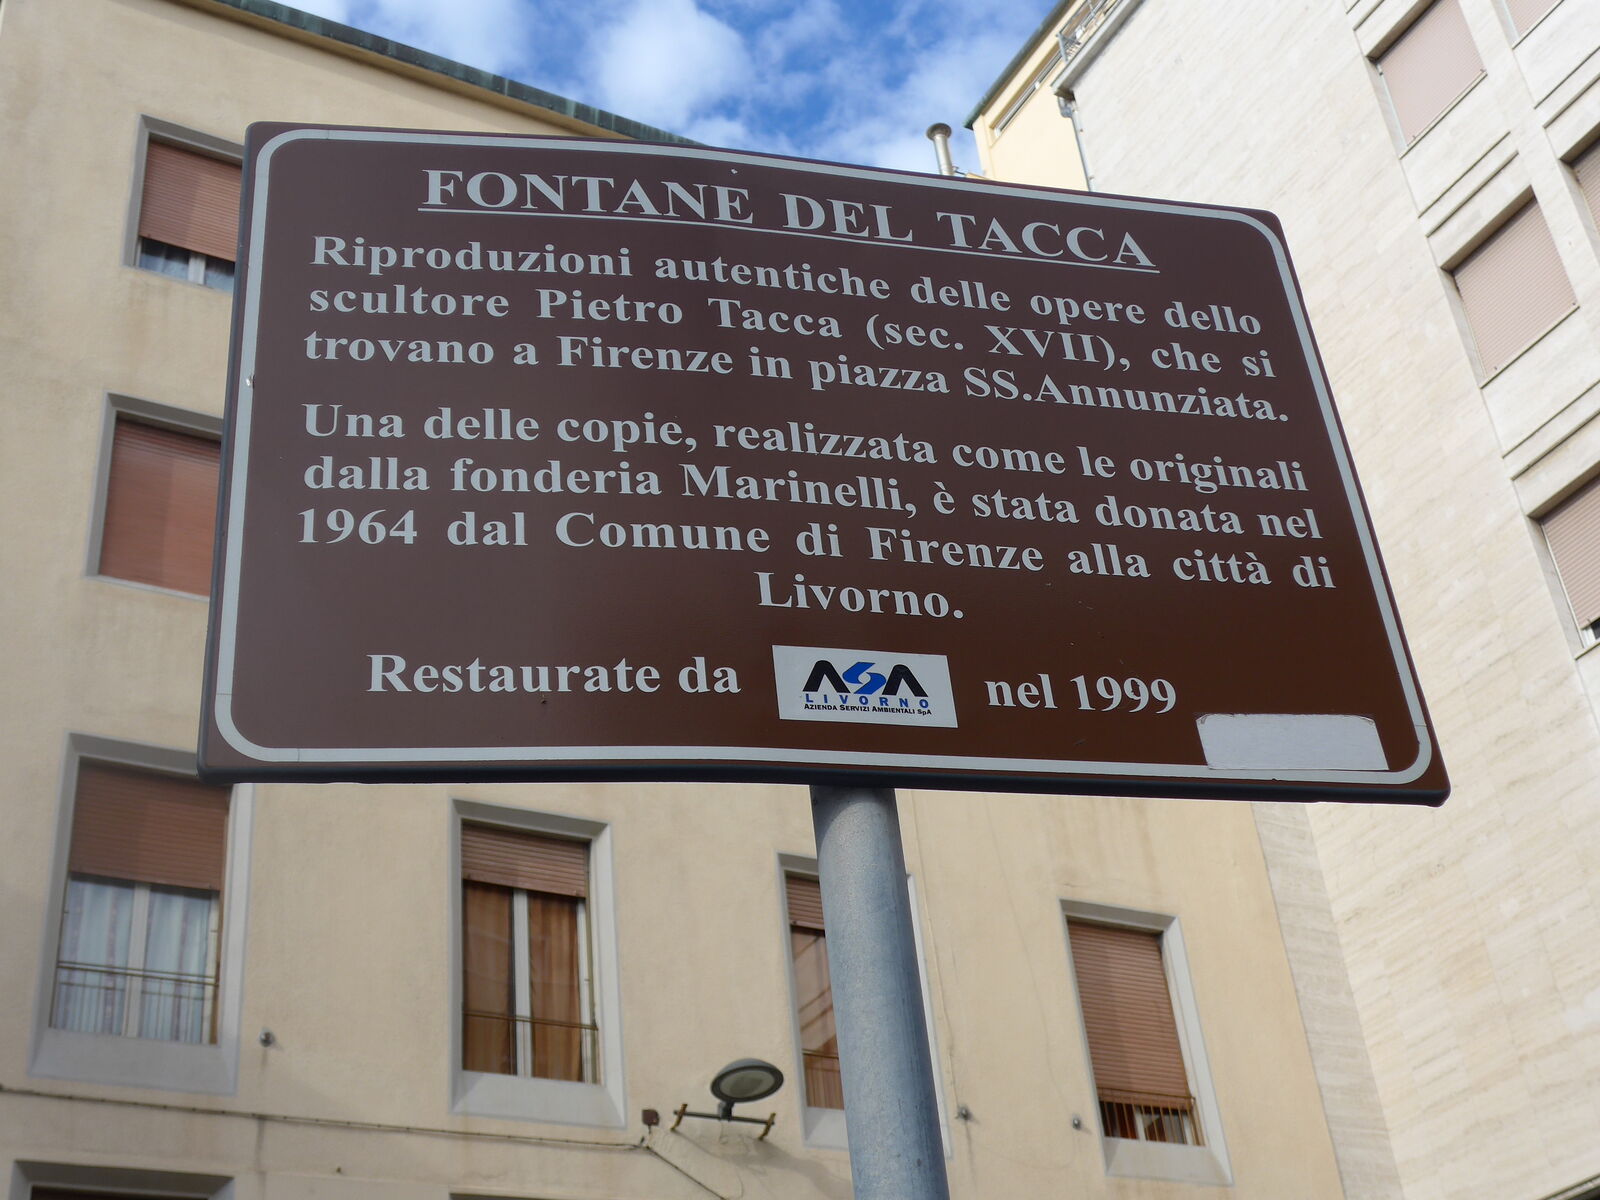 FONTANE DEL TACCA
Riproduzioni autentiche delle opere dello
scultore Pietro Tacca (sec. XVII), che si
trovano a Firenze in piazza SS.Annunziata.
Una delle copie, realizzata come le originali
dalla fonderia Marinelli, è stata donata nel
1964 dal Comune di Firenze alla città di
Livorno.
Restaurate da ASA nel 1999
LIVORNO
AZIENDA SERVIZI AMBIENTALI SpA